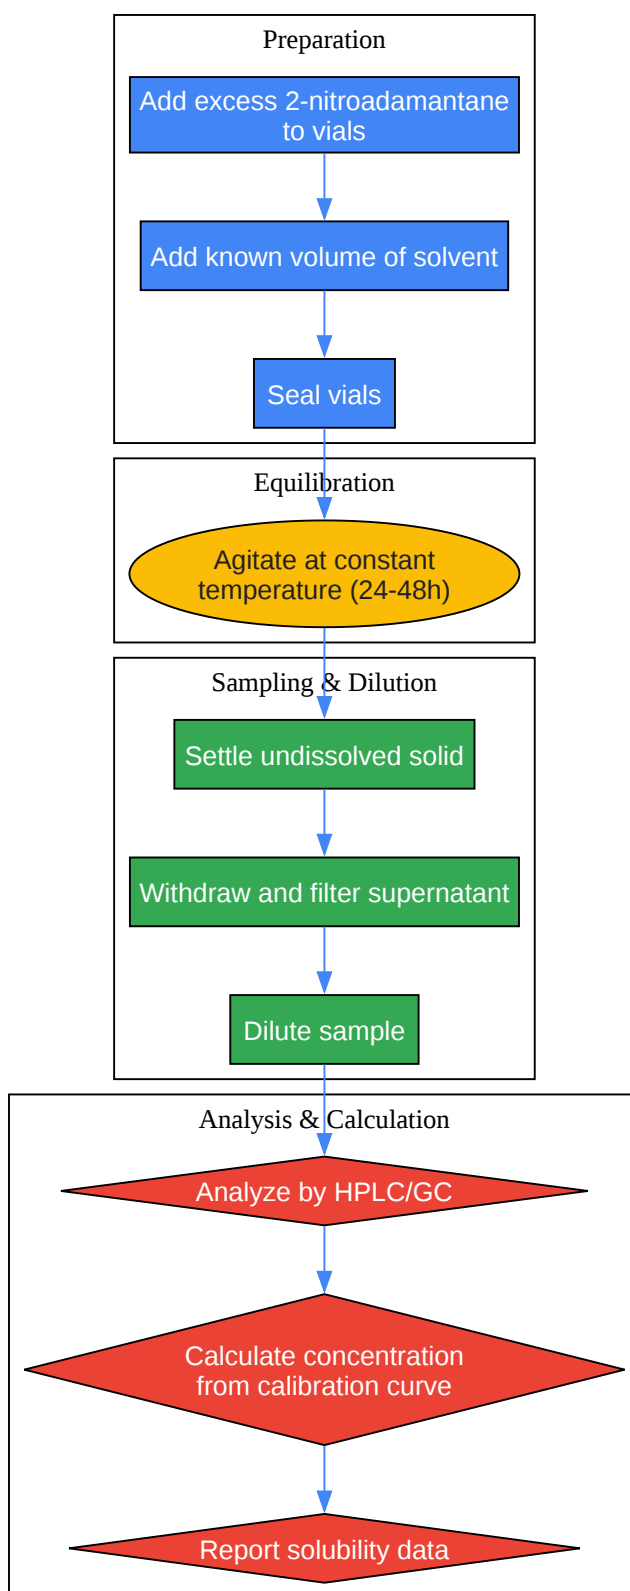 Preparation
Add excess 2-nitroadamantane
to vials
Add known volume of solvent
Seal vials
Equilibration
Agitate at constant
temperature (24-48h)
Sampling & Dilution
Settle undissolved solid
Withdraw and filter supernatant
Dilute sample
Analysis & Calculation
Analyze by HPLC/GC
Calculate concentration
from calibration curve
Report solubility data